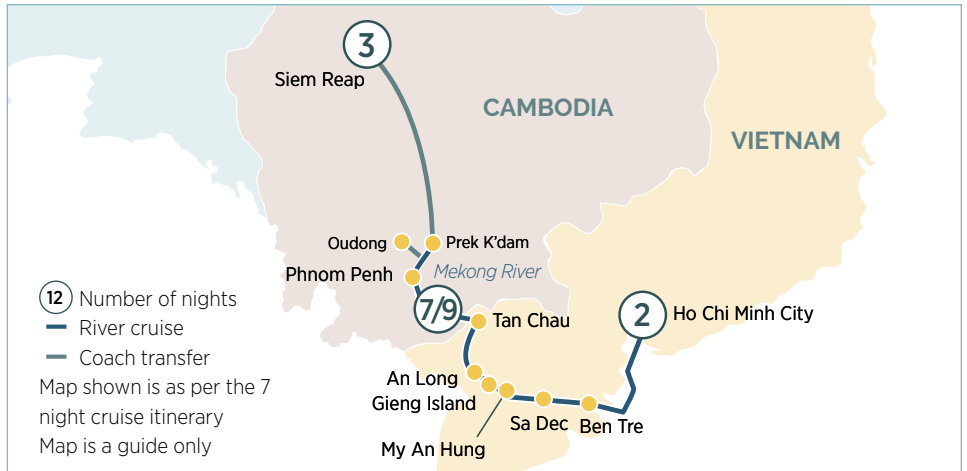 3
Siem Reap
CAMBODIA
VIETNAM
Oudong
Prek K'dam
Phnom Penh
Mekong River
7/9
2
Ho Chi Minh City
Tan Chau
An Long
Gieng Island
Sa Dec
Ben Tre
My An Hung
12 Number of nights
River cruise
Coach transfer
Map shown is as per the 7
night cruise itinerary
Map is a guide only